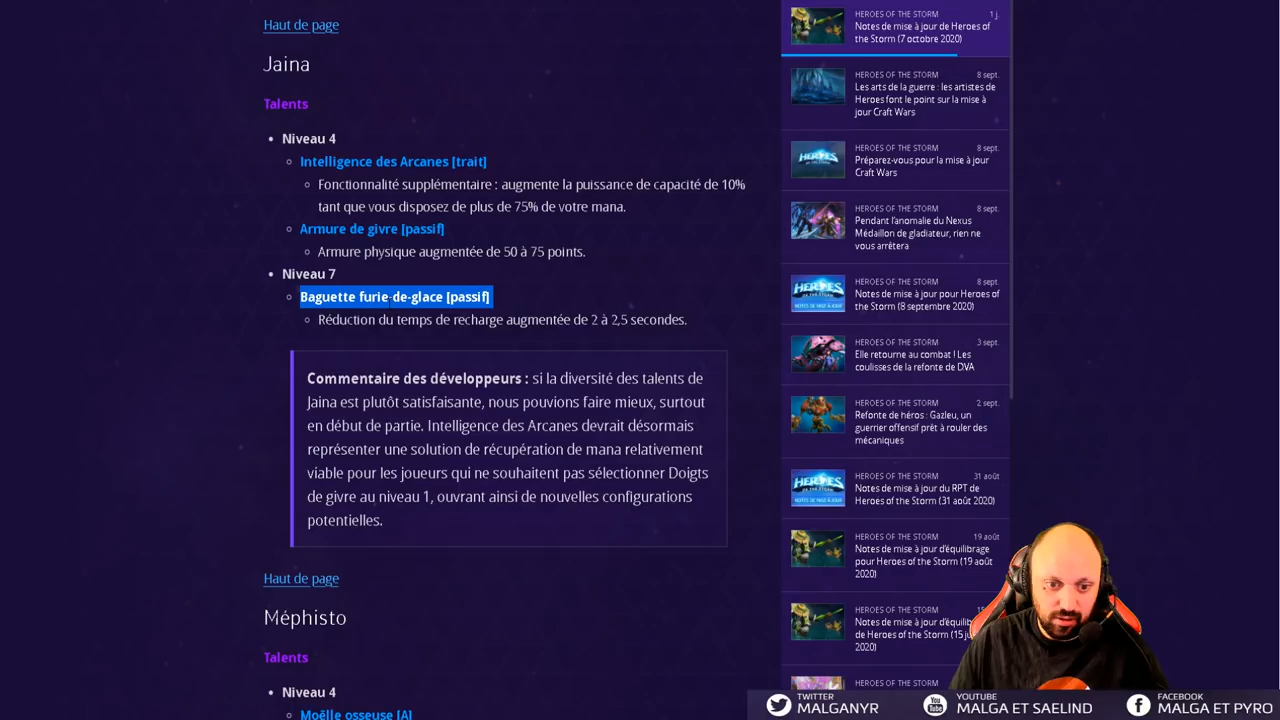 Haut de page
Jaina
Talents
Niveau 4
Intelligence des Arcanes [trait]
Fonctionnalité supplémentaire : augmente la puissance de capacité de 10%
tant que vous disposez de plus de 75% de votre mana.
Armure de givre [passif]
Armure physique augmentée de 50 à 75 points.
Niveau 7
Baguette furie-de-glace [passif]
Réduction du temps de recharge augmentée de 2 à 2,5 secondes.
Commentaire des développeurs : si la diversité des talents de
Jaina est plutôt satisfaisante, nous pouvions faire mieux, surtout
en début de partie. Intelligence des Arcanes devrait désormais
représenter une solution de récupération de mana relativement
viable pour les joueurs qui ne souhaitent pas sélectionner Doigts
de givre au niveau 1, ouvrant ainsi de nouvelles configurations
potentielles.
Haut de page
Méphisto
Talents
Niveau 4
Moëlle osseuse [A]
HEROES OF THE STORM 1 j.
Notes de mise à jour de Heroes of
the Storm (7 octobre 2020)
HEROES OF THE STORM 8 sept.
Les arts de la guerre : les artistes de
Heroes font le point sur la mise à
jour Craft Wars
HEROES OF THE STORM 8 sept.
Préparez-vous pour la mise à jour
Craft Wars
HEROES OF THE STORM 8 sept.
Pendant l'anomalie du Nexus
Médaillon de gladiateur, rien ne
vous arrêtera
HEROES OF THE STORM 8 sept.
Notes de mise à jour pour Heroes of
the Storm (8 septembre 2020)
HEROES OF THE STORM 3 sept.
Elle retourne au combat ! Les
coulisses de la refonte de D.VA
HEROES OF THE STORM 2 sept.
Refonte de héros : Gazleu, un
guerrier offensif prêt à rouler des
mécaniques
HEROES OF THE STORM 31 août
Notes de mise à jour du RPT de
Heroes of the Storm (31 août 2020)
HEROES OF THE STORM 19 août
Notes de mise à jour d'équilibrage
pour Heroes of the Storm (19 août
2020)
HEROES OF THE STORM
Notes de mise à jour
de Heroes of the Storm (15
2020)
HEROES OF THE STORM
TWITTER
MALGANYR
YOUTUBE
MALGA ET SAELIND
FACEBOOK
MALGA ET PYRO